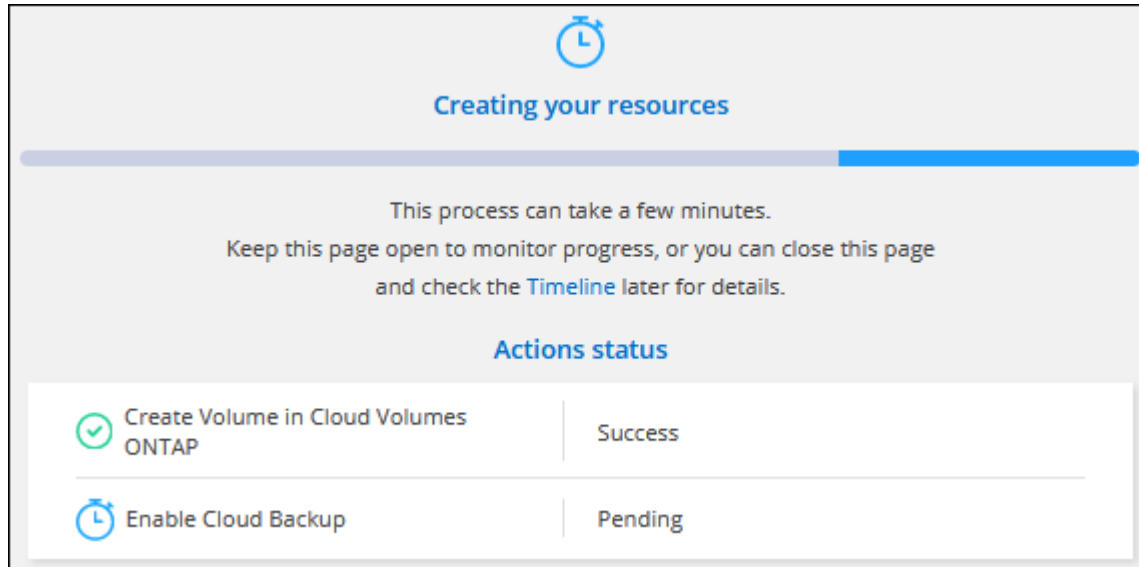 Creating your resources
This process can take a few minutes.
Keep this page open to monitor progress, or you can close this page
and check the Timeline later for details.
Actions status
Create Volume in Cloud Volumes
ONTAP
Success
Enable Cloud Backup
Pending